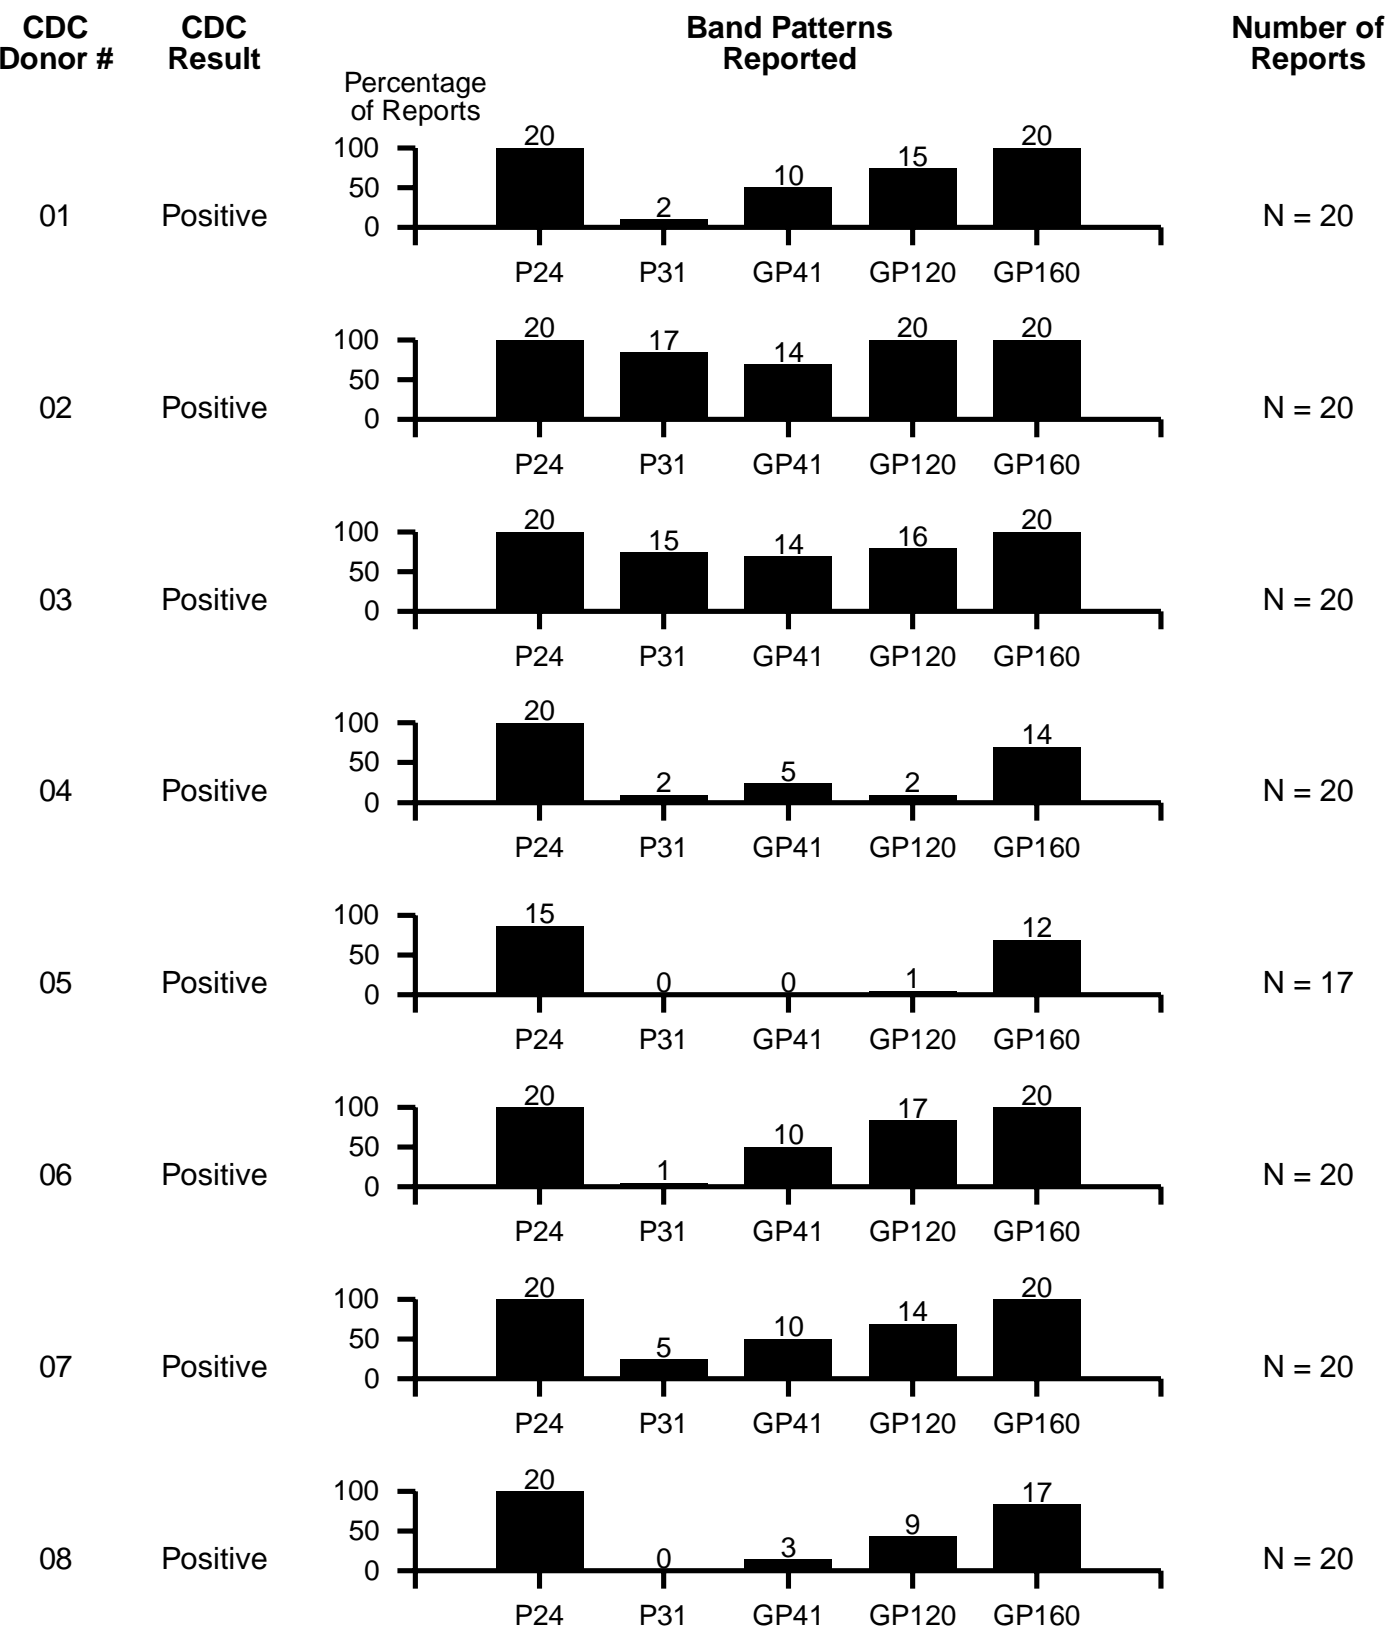 CDC CDC Band Patterns Number of
Donor # Result Reported Reports
Percentage
of Reports
20 2 10 15 20
100
50
0
01 Positive N = 20
P24 P31 GP41 GP120 GP160
20 17 14 20 20
100
50
0
02 Positive N = 20
P24 P31 GP41 GP120 GP160
20 15 14 16 20
100
50
0
03 Positive N = 20
P24 P31 GP41 GP120 GP160
20 2 5 2 14
100
50
0
04 Positive N = 20
P24 P31 GP41 GP120 GP160
15 0 0 1 12
100
50
0
05 Positive N = 17
P24 P31 GP41 GP120 GP160
20 1 10 17 20
100
50
0
06 Positive N = 20
P24 P31 GP41 GP120 GP160
20 5 10 14 20
100
50
0
07 Positive N = 20
P24 P31 GP41 GP120 GP160
20 0 3 9 17
100
50
0
08 Positive N = 20
P24 P31 GP41 GP120 GP160